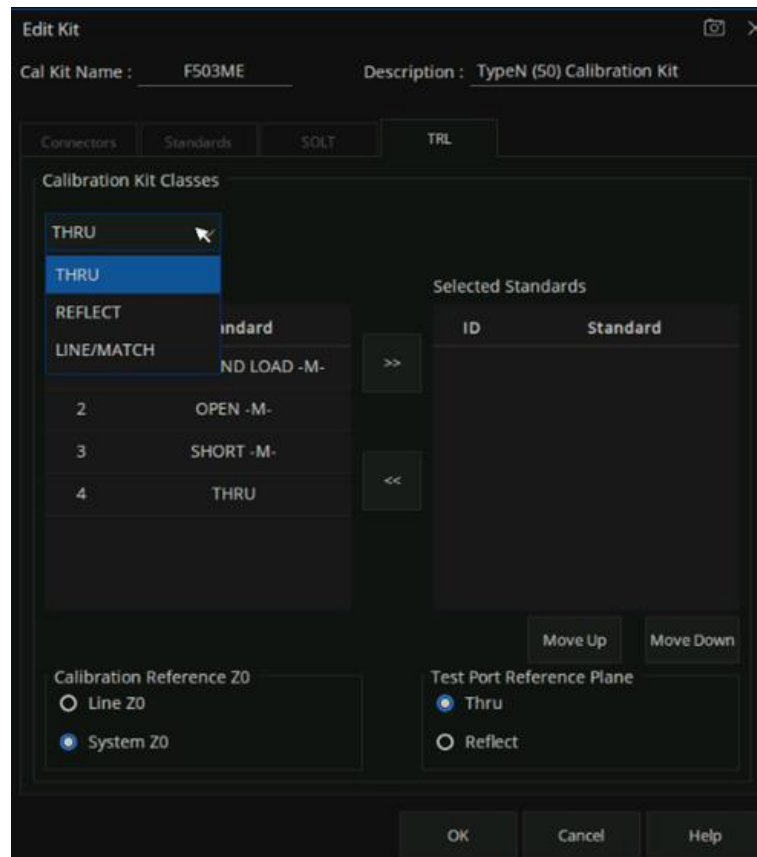 Edit Kit
Cal Kit Name : F503ME Description : TypeN (50) Calibration Kit
Connectors Standards SOLT TRL
Calibration Kit Classes
THRU
THRU
REFLECT
LINE/MATCH
Selected Standards
ID Standard
LOAD -M- >>
2 OPEN -M-
3 SHORT -M-
4 THRU
<<
Move Up Move Down
Calibration Reference Z0 Test Port Reference Plane
Line Z0 Thru
System Z0 Reflect
OK Cancel Help